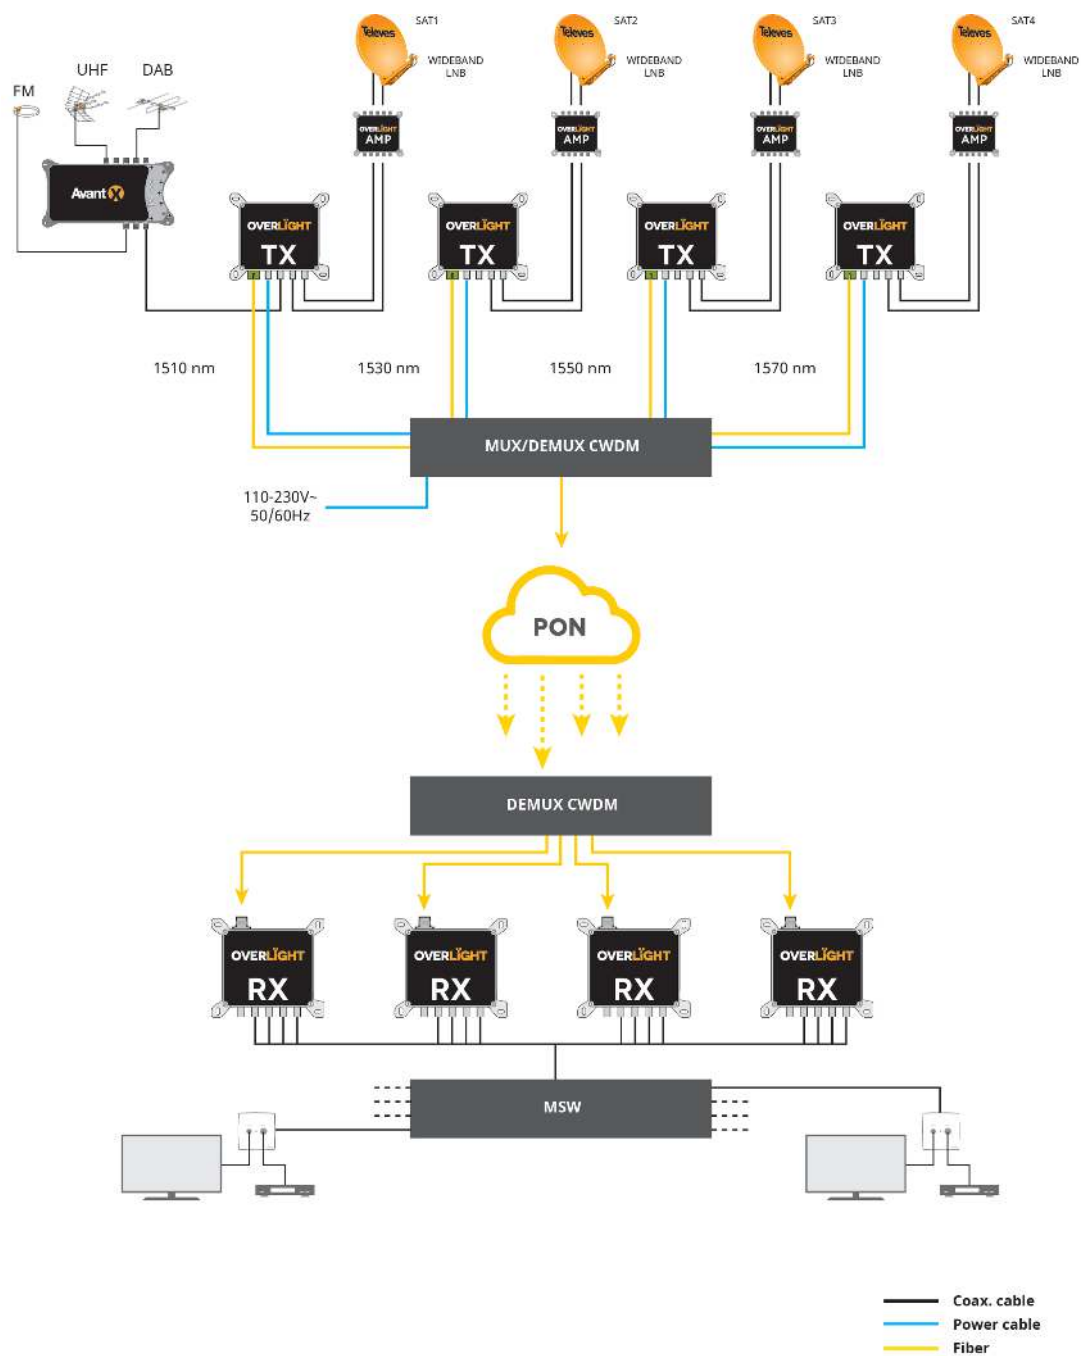 SAT1
SAT2
SAT3
SAT4
Televes
Televes
Televes
Televes
WIDEBAND
LNB
WIDEBAND
LNB
WIDEBAND
LNB
WIDEBAND
LNB
FM
UHF
DAB
OVERLIGHT
AMP
OVERLIGHT
AMP
OVERLIGHT
AMP
OVERLIGHT
AMP
Avant X
OVERLIGHT
TX
OVERLIGHT
TX
OVERLIGHT
TX
OVERLIGHT
TX
1510 nm
1530 nm
1550 nm
1570 nm
MUX/DEMUX CWDM
110-230V~
50/60Hz
PON
DEMUX CWDM
OVERLIGHT
RX
OVERLIGHT
RX
OVERLIGHT
RX
OVERLIGHT
RX
MSW
Coax. cable
Power cable
Fiber